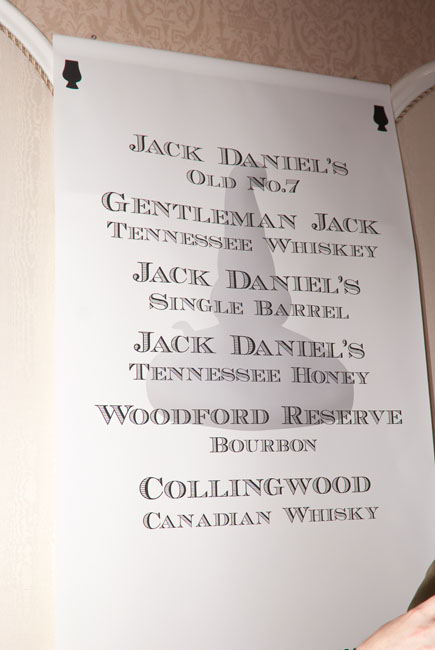 Jack Daniel's
Old No.7
Gentleman Jack
Tennessee Whiskey
Jack Daniel's
Single Barrel
Jack Daniel's
Tennessee Honey
Woodford Reserve
Bourbon
Collingwood
Canadian Whisky